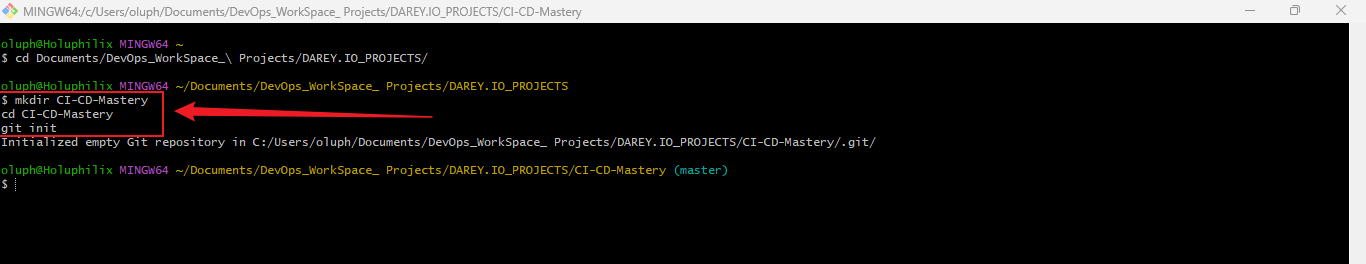 MINGW64:/c/Users/oluph/Documents/DevOps_WorkSpace_ Projects/DAREY.IO_PROJECTS/CI-CD-Mastery
oluph@Holuphilix MINGW64 ~
$ cd Documents/DevOps_WorkSpace_\ Projects/DAREY.IO_PROJECTS/
oluph@Holuphilix MINGW64 ~/Documents/DevOps_WorkSpace_ Projects/DAREY.IO_PROJECTS
$ mkdir CI-CD-Mastery
cd CI-CD-Mastery
git init
Initialized empty Git repository in C:/Users/oluph/Documents/DevOps_WorkSpace_ Projects/DAREY.IO_PROJECTS/CI-CD-Mastery/.git/
oluph@Holuphilix MINGW64 ~/Documents/DevOps_WorkSpace_ Projects/DAREY.IO_PROJECTS/CI-CD-Mastery (master)
$